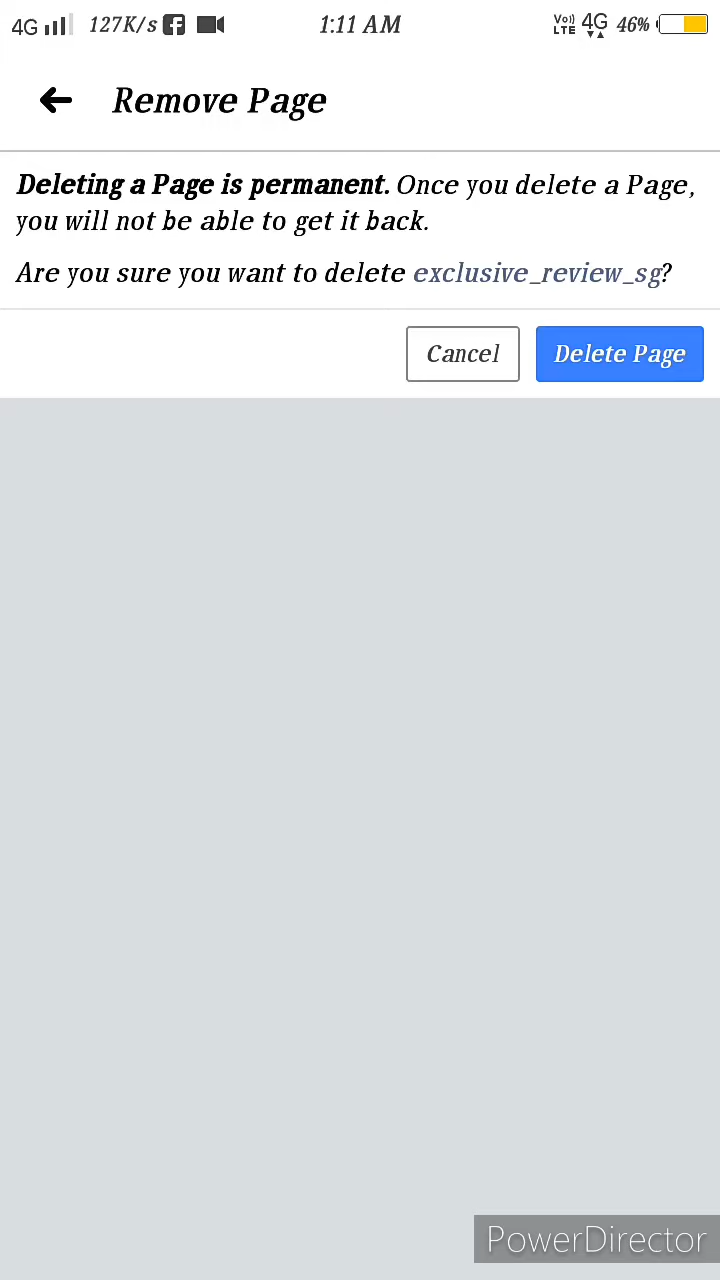 4G 127K/s 1:11 AM Vo)) LTE 4G 46%
Remove Page
Deleting a Page is permanent. Once you delete a Page,
you will not be able to get it back.
Are you sure you want to delete exclusive_review_sg?
Cancel Delete Page
PowerDirector